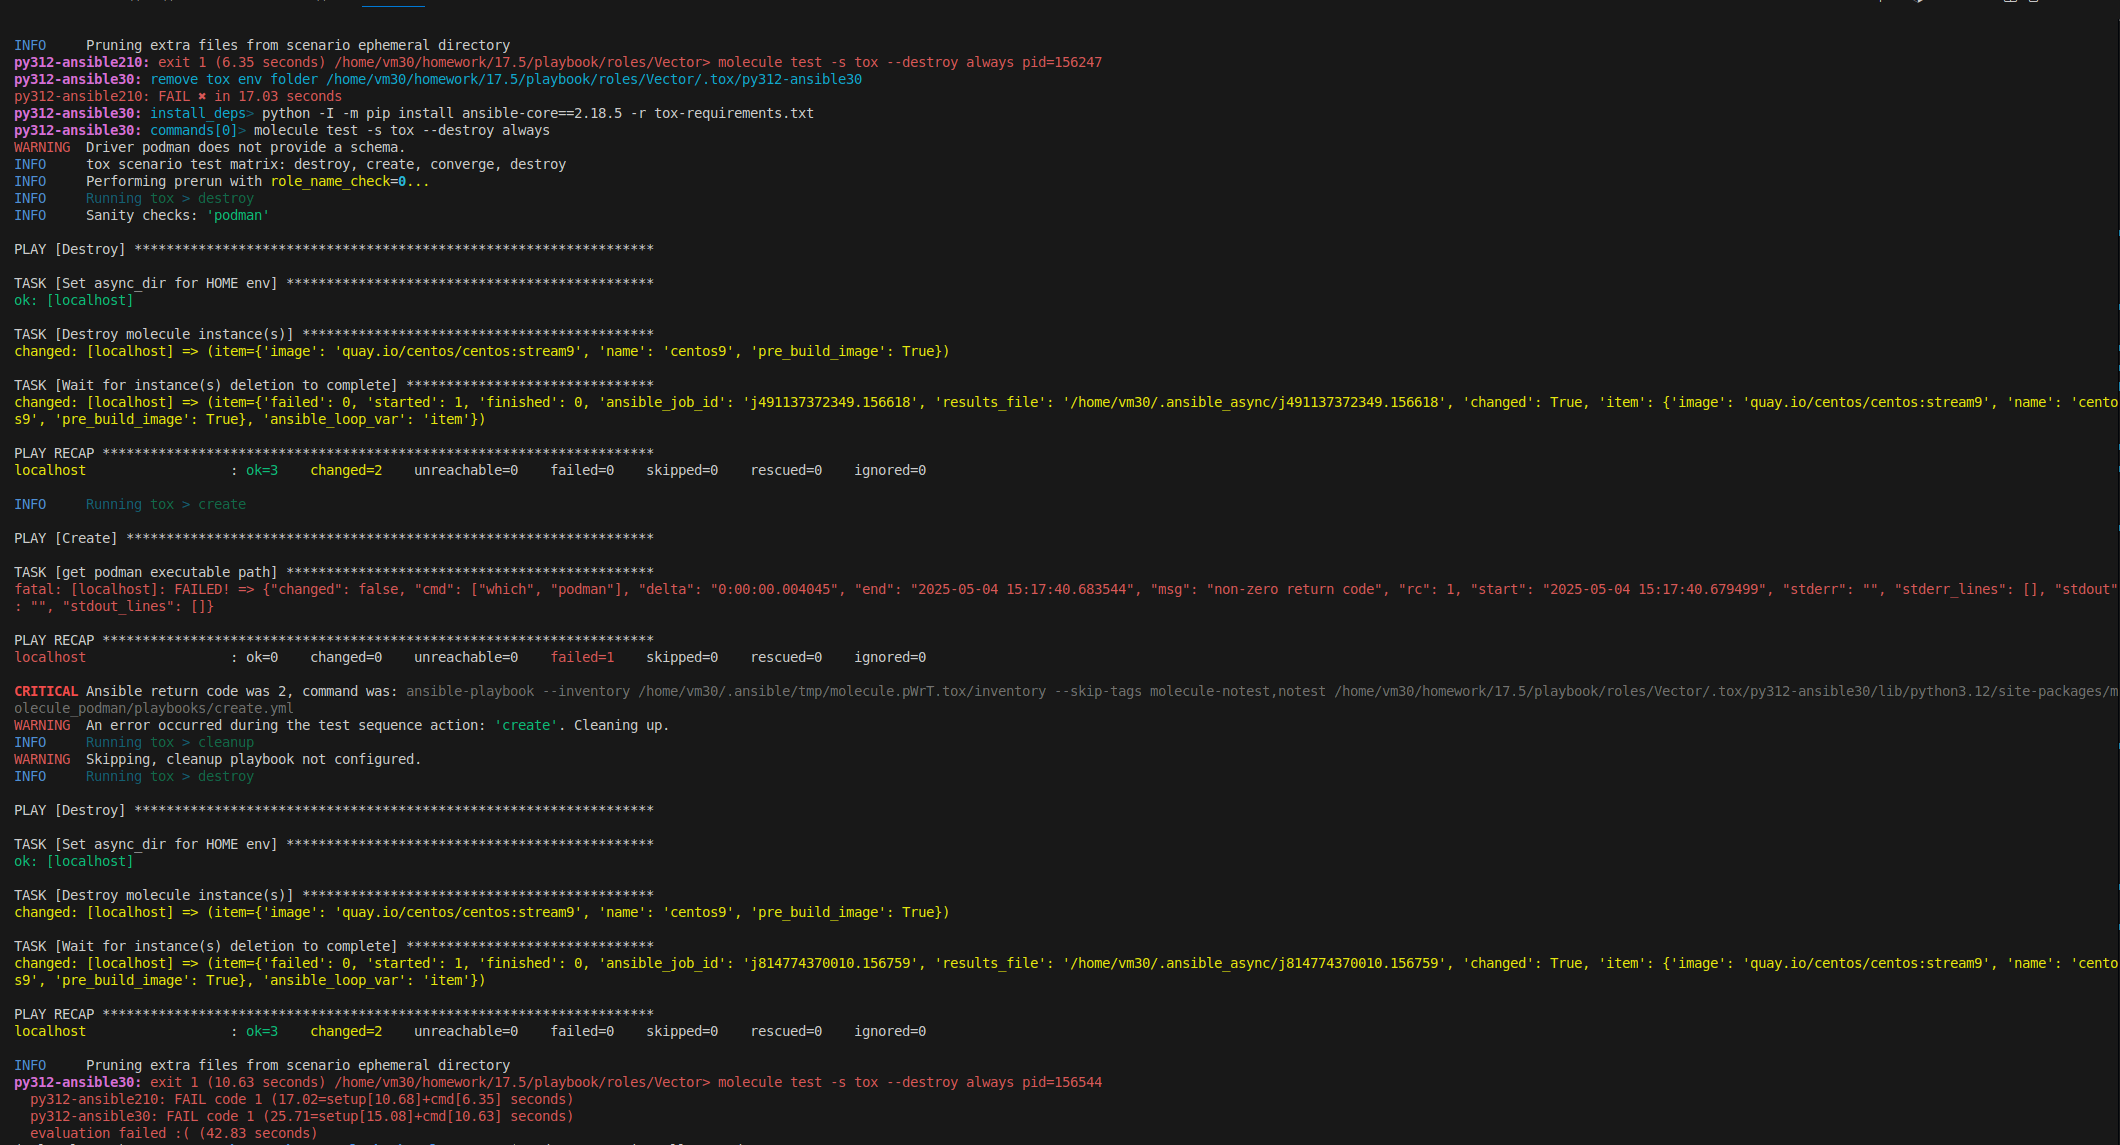 INFO     Pruning extra files from scenario ephemeral directory
py312-ansible210: exit 1 (6.35 seconds) /home/vm30/homework/17.5/playbook/roles/Vector> molecule test -s tox --destroy always pid=156247
py312-ansible30: remove tox env folder /home/vm30/homework/17.5/playbook/roles/Vector/.tox/py312-ansible30
py312-ansible210: FAIL ✖ in 17.03 seconds
py312-ansible30: install_deps> python -I -m pip install ansible-core==2.18.5 -r tox-requirements.txt
py312-ansible30: commands[0]> molecule test -s tox --destroy always
WARNING  Driver podman does not provide a schema.
INFO     tox scenario test matrix: destroy, create, converge, destroy
INFO     Performing prerun with role_name_check=0...
INFO     Running tox > destroy
INFO     Sanity checks: 'podman'
PLAY [Destroy] *****************************************************************
TASK [Set async_dir for HOME env] **********************************************
ok: [localhost]
TASK [Destroy molecule instance(s)] ********************************************
changed: [localhost] => (item={'image': 'quay.io/centos/centos:stream9', 'name': 'centos9', 'pre_build_image': True})
TASK [Wait for instance(s) deletion to complete] *******************************
changed: [localhost] => (item={'failed': 0, 'started': 1, 'finished': 0, 'ansible_job_id': 'j491137372349.156618', 'results_file': '/home/vm30/.ansible_async/j491137372349.156618', 'changed': True, 'item': {'image': 'quay.io/centos/centos:stream9', 'name': 'cento
s9', 'pre_build_image': True}, 'ansible_loop_var': 'item'})
PLAY RECAP *********************************************************************
localhost                  : ok=3    changed=2    unreachable=0    failed=0    skipped=0    rescued=0    ignored=0
INFO     Running tox > create
PLAY [Create] ******************************************************************
TASK [get podman executable path] **********************************************
fatal: [localhost]: FAILED! => {"changed": false, "cmd": ["which", "podman"], "delta": "0:00:00.004045", "end": "2025-05-04 15:17:40.683544", "msg": "non-zero return code", "rc": 1, "start": "2025-05-04 15:17:40.679499", "stderr": "", "stderr_lines": [], "stdout"
: "", "stdout_lines": []}
PLAY RECAP *********************************************************************
localhost                  : ok=0    changed=0    unreachable=0    failed=1    skipped=0    rescued=0    ignored=0
CRITICAL Ansible return code was 2, command was: ansible-playbook --inventory /home/vm30/.ansible/tmp/molecule.pWrT.tox/inventory --skip-tags molecule-notest,notest /home/vm30/homework/17.5/playbook/roles/Vector/.tox/py312-ansible30/lib/python3.12/site-packages/m
olecule_podman/playbooks/create.yml
WARNING  An error occurred during the test sequence action: 'create'. Cleaning up.
INFO     Running tox > cleanup
WARNING  Skipping, cleanup playbook not configured.
INFO     Running tox > destroy
PLAY [Destroy] *****************************************************************
TASK [Set async_dir for HOME env] **********************************************
ok: [localhost]
TASK [Destroy molecule instance(s)] ********************************************
changed: [localhost] => (item={'image': 'quay.io/centos/centos:stream9', 'name': 'centos9', 'pre_build_image': True})
TASK [Wait for instance(s) deletion to complete] *******************************
changed: [localhost] => (item={'failed': 0, 'started': 1, 'finished': 0, 'ansible_job_id': 'j814774370010.156759', 'results_file': '/home/vm30/.ansible_async/j814774370010.156759', 'changed': True, 'item': {'image': 'quay.io/centos/centos:stream9', 'name': 'cento
s9', 'pre_build_image': True}, 'ansible_loop_var': 'item'})
PLAY RECAP *********************************************************************
localhost                  : ok=3    changed=2    unreachable=0    failed=0    skipped=0    rescued=0    ignored=0
INFO     Pruning extra files from scenario ephemeral directory
py312-ansible30: exit 1 (10.63 seconds) /home/vm30/homework/17.5/playbook/roles/Vector> molecule test -s tox --destroy always pid=156544
  py312-ansible210: FAIL code 1 (17.02=setup[10.68]+cmd[6.35] seconds)
  py312-ansible30: FAIL code 1 (25.71=setup[15.08]+cmd[10.63] seconds)
  evaluation failed :( (42.83 seconds)